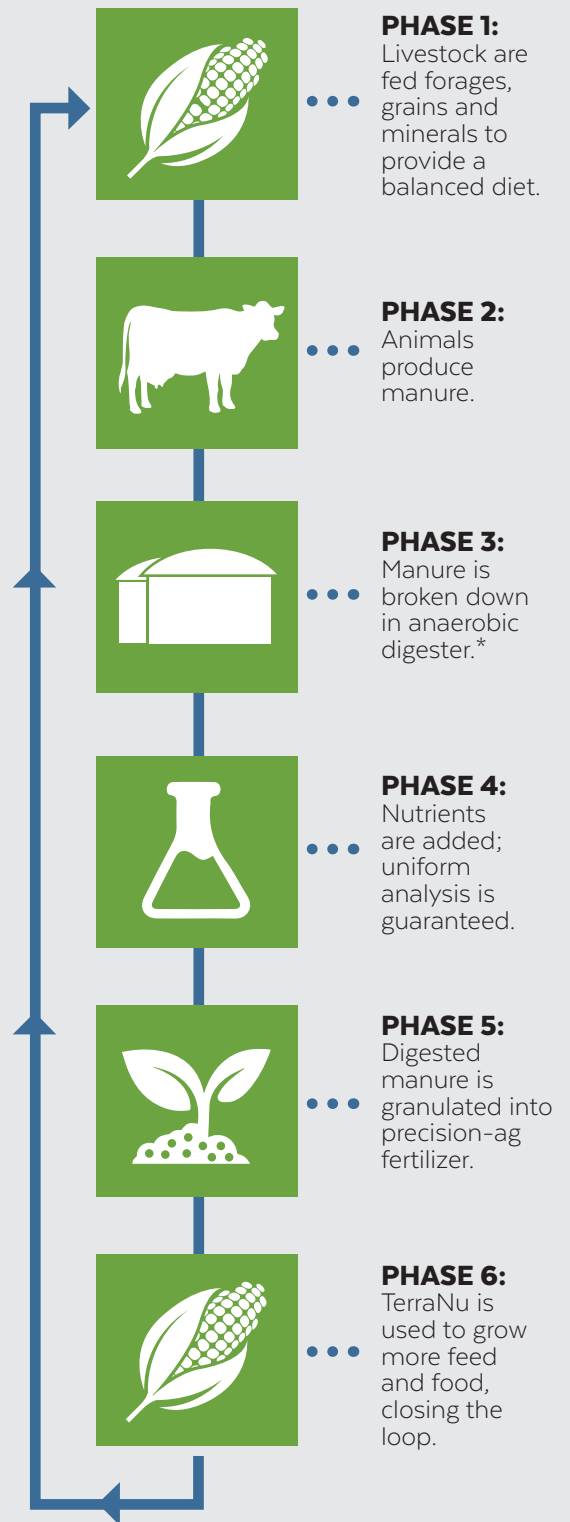 PHASE 1:
Livestock are
fed forages,
grains and
minerals to
provide a
balanced diet.
PHASE 2:
Animals
produce
manure.
PHASE 3:
Manure is
broken down
in anaerobic
digester.*
PHASE 4:
Nutrients
are added;
uniform
analysis is
guaranteed.
PHASE 5:
Digested
manure is
granulated into
precision-ag
fertilizer.
PHASE 6:
TerraNu is
used to grow
more feed
and food,
closing the
loop.